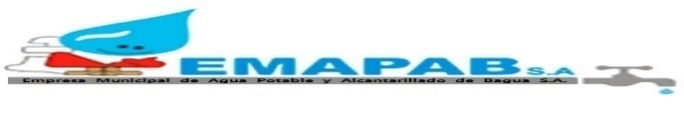 EMAPAB S.A
Empresa Municipal de Agua Potable y Alcantarillado de Bagua S.A.